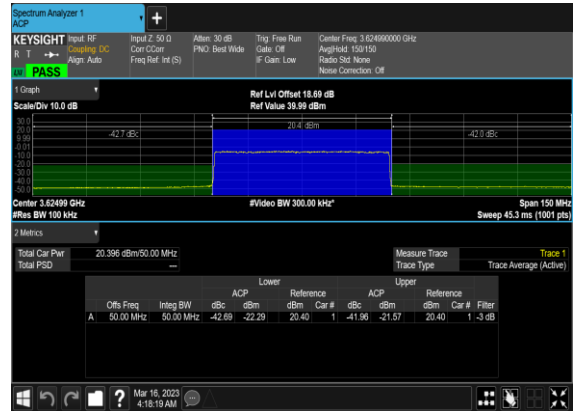 Spectrum Analyzer 1
ACP
KEYSIGHT
R T
LW PASS
Input: RF
Coupling: DC
Align: Auto
Input Z: 50 Ω
Corr CCorr
Freq Ref: Int (S)
Atten: 30 dB
PNO: Best Wide
Trig: Free Run
Gate: Off
IF Gain: Low
Center Freq: 3.624990000 GHz
Avg|Hold: 150/150
Radio Std: None
Noise Correction: Off
1 Graph
Scale/Div 10.0 dB
Ref Lvl Offset 18.69 dB
Ref Value 39.99 dBm
30.0
20.0
9.99
-0.01
-10.0
-20.0
-30.0
-40.0
-50.0
-42.7 dBc
20.4 dBm
-42.0 dBc
Center 3.62499 GHz
#Res BW 100 kHz
#Video BW 300.00 kHz*
Span 150 MHz
Sweep 45.3 ms (1001 pts)
2 Metrics
Total Car Pwr 20.396 dBm/50.00 MHz
Total PSD ---
Measure Trace Trace 1
Trace Type Trace Average (Active)
Lower Upper
ACP Reference ACP Reference
Offs Freq Integ BW dBc dBm dBm Car # dBc dBm dBm Car # Filter
A 50.00 MHz 50.00 MHz -42.69 -22.29 20.40 1 -41.96 -21.57 20.40 1 -3 dB
Mar 16, 2023
4:18:19 AM